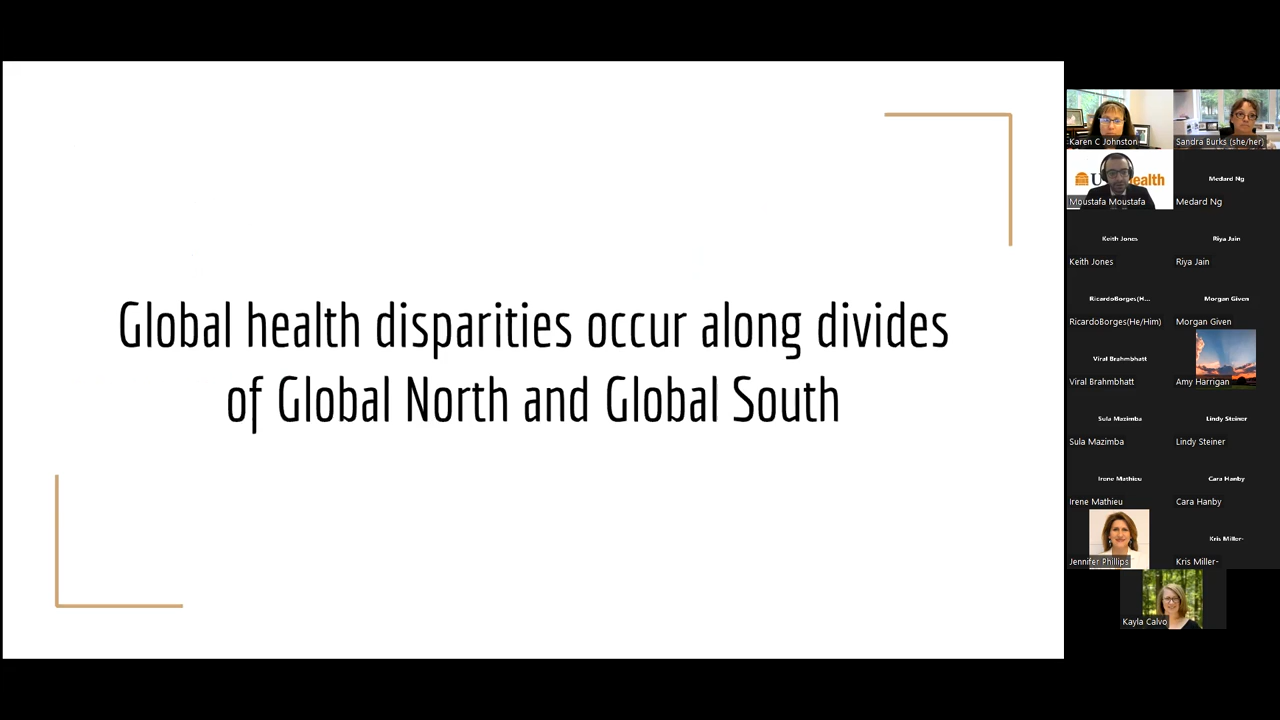 Global health disparities occur along divides
of Global North and Global South
Karen C Johnston
Sandra Burks (she/her)
U
ealth
Moustafa Moustafa
Medard Ng
Medard Ng
Keith Jones
Riya Jain
Keith Jones
Riya Jain
RicardoBorges(H...
Morgan Given
RicardoBorges(He/Him)
Morgan Given
Viral Brahmbhatt
Viral Brahmbhatt
Amy Harrigan
Sula Mazimba
Lindy Steiner
Sula Mazimba
Lindy Steiner
Irene Mathieu
Cara Hanby
Irene Mathieu
Cara Hanby
Kris Miller-
Jennifer Phillips
Kris Miller-
Kayla Calvo